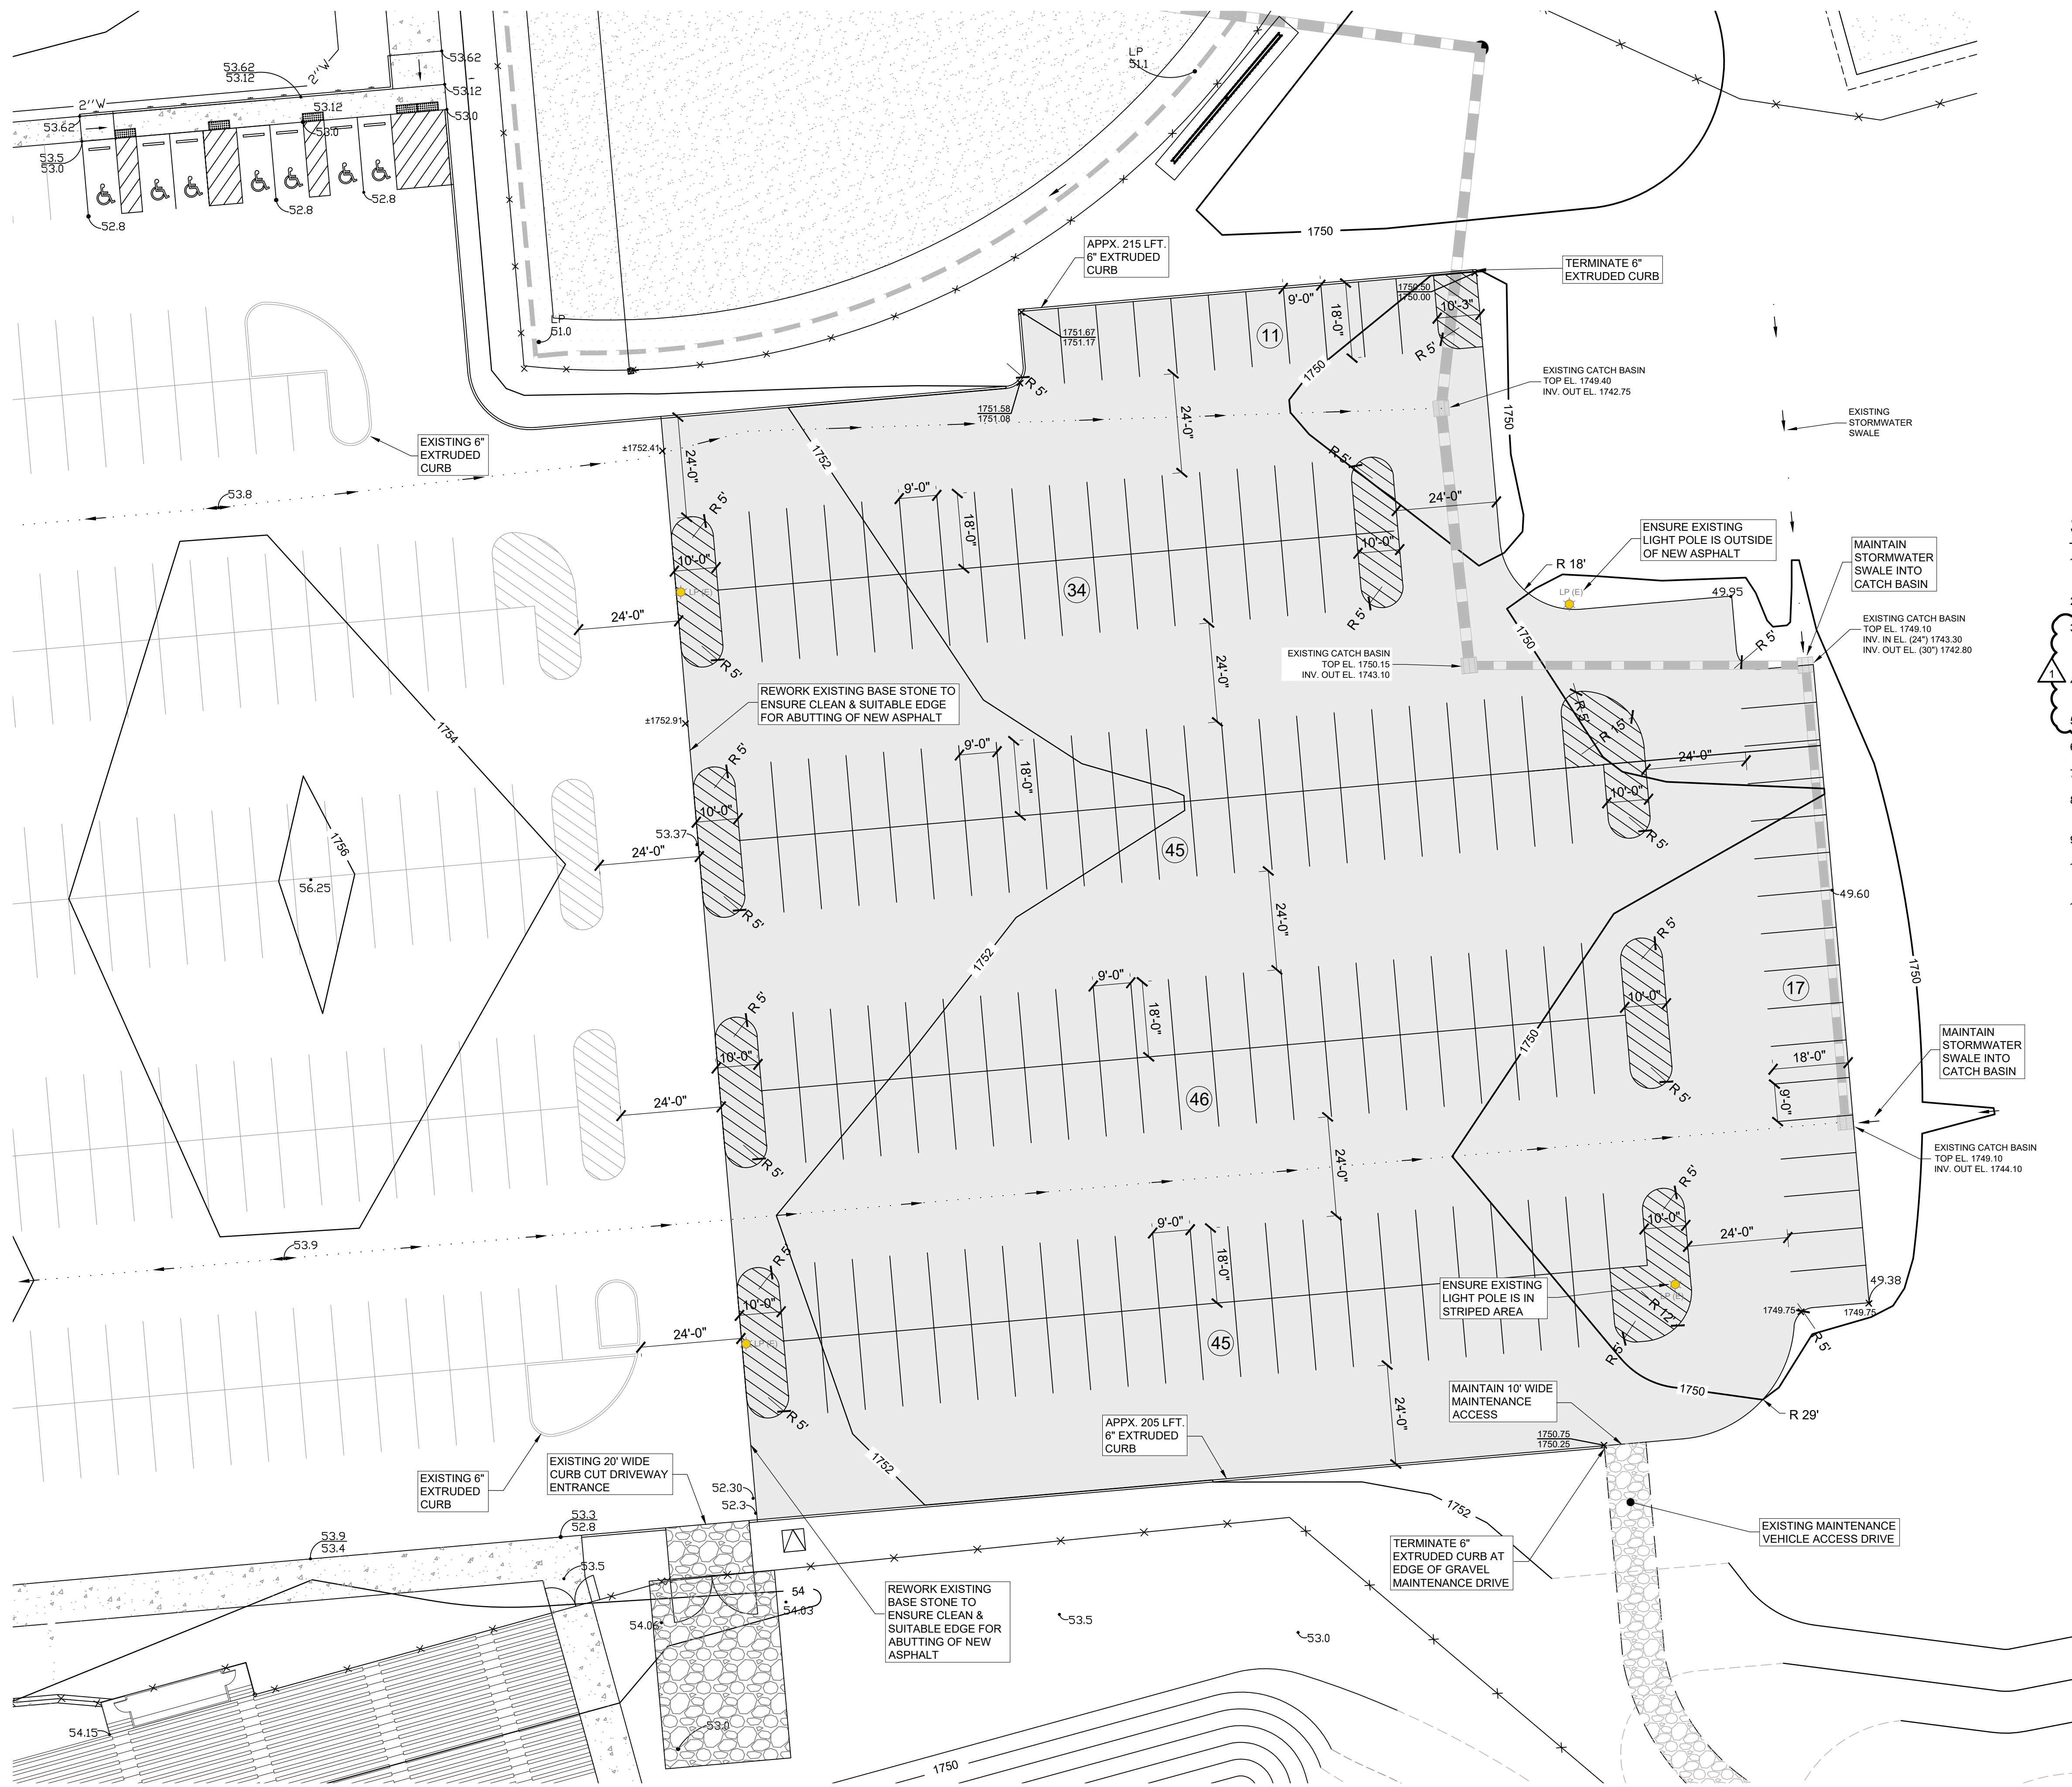 53.62
53.12
2"W
53.62
53.12
2"W
53.62
53.12
53.0
53.0
53.5
53.0
52.8
52.8
52.8
LP
51.1
LP
51.0
1750
APPX. 215 LFT.
6" EXTRUDED
CURB
TERMINATE 6"
EXTRUDED CURB
9'-0"
18'-0"
1750.50
1750.00
10'-3"
R 5'
11
1751.67
1751.17
1750
R 5'
1751.58
1751.08
EXISTING CATCH BASIN
TOP EL. 1749.40
INV. OUT EL. 1742.75
1750
EXISTING
STORMWATER
SWALE
EXISTING 6"
EXTRUDED
CURB
±1752.41
24'-0"
1752
24'-0"
53.8
R 5'
9'-0"
18'-0"
R 5'
24'-0"
10'-0"
10'-0"
LP (E)
34
R 5'
R 5'
24'-0"
ENSURE EXISTING
LIGHT POLE IS OUTSIDE
OF NEW ASPHALT
R 18'
LP (E)
49.95
MAINTAIN
STORMWATER
SWALE INTO
CATCH BASIN
EXISTING CATCH BASIN
TOP EL. 1749.10
INV. IN EL. (24") 1743.30
INV. OUT EL. (30") 1742.80
1
1750
R 5'
EXISTING CATCH BASIN
TOP EL. 1750.15
INV. OUT EL. 1743.10
24'-0"
REWORK EXISTING BASE STONE TO
ENSURE CLEAN & SUITABLE EDGE
FOR ABUTTING OF NEW ASPHALT
±1752.91
1754
R 5'
9'-0"
18'-0"
R 5'
R 15'
24'-0"
10'-0"
R 5'
10'-0"
53.37
24'-0"
R 5'
45
1756
56.25
49.60
24'-0"
1752
R 5'
9'-0"
18'-0"
R 5'
10'-0"
17
1750
1750
10'-0"
R 5'
24'-0"
46
R 5'
18'-0"
9'-0"
MAINTAIN
STORMWATER
SWALE INTO
CATCH BASIN
EXISTING CATCH BASIN
TOP EL. 1749.10
INV. OUT EL. 1744.10
24'-0"
53.9
R 5'
9'-0"
18'-0"
R 5'
10'-0"
24'-0"
10'-0"
24'-0"
LP (E)
R 5'
45
ENSURE EXISTING
LIGHT POLE IS IN
STRIPED AREA
LP (E)
R 12'
R 5'
49.38
1749.75
1749.75
R 5'
1750
R 29'
24'-0"
MAINTAIN 10' WIDE
MAINTENANCE
ACCESS
APPX. 205 LFT.
6" EXTRUDED
CURB
1750.75
1750.25
1752
EXISTING 6"
EXTRUDED
CURB
EXISTING 20' WIDE
CURB CUT DRIVEWAY
ENTRANCE
52.30
52.3
53.3
52.8
53.9
53.4
53.5
1752
EXISTING MAINTENANCE
VEHICLE ACCESS DRIVE
TERMINATE 6"
EXTRUDED CURB AT
EDGE OF GRAVEL
MAINTENANCE DRIVE
REWORK EXISTING
BASE STONE TO
ENSURE CLEAN &
SUITABLE EDGE FOR
ABUTTING OF NEW
ASPHALT
54
54.03
54.06
53.5
53.0
54.15
53.0
1750